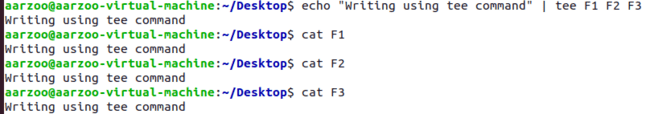 aarzoo@aarzoo-virtual-machine:~/Desktop$ echo "Writing using tee command" | tee F1 F2 F3
Writing using tee command
aarzoo@aarzoo-virtual-machine:~/Desktop$ cat F1
Writing using tee command
aarzoo@aarzoo-virtual-machine:~/Desktop$ cat F2
Writing using tee command
aarzoo@aarzoo-virtual-machine:~/Desktop$ cat F3
Writing using tee command